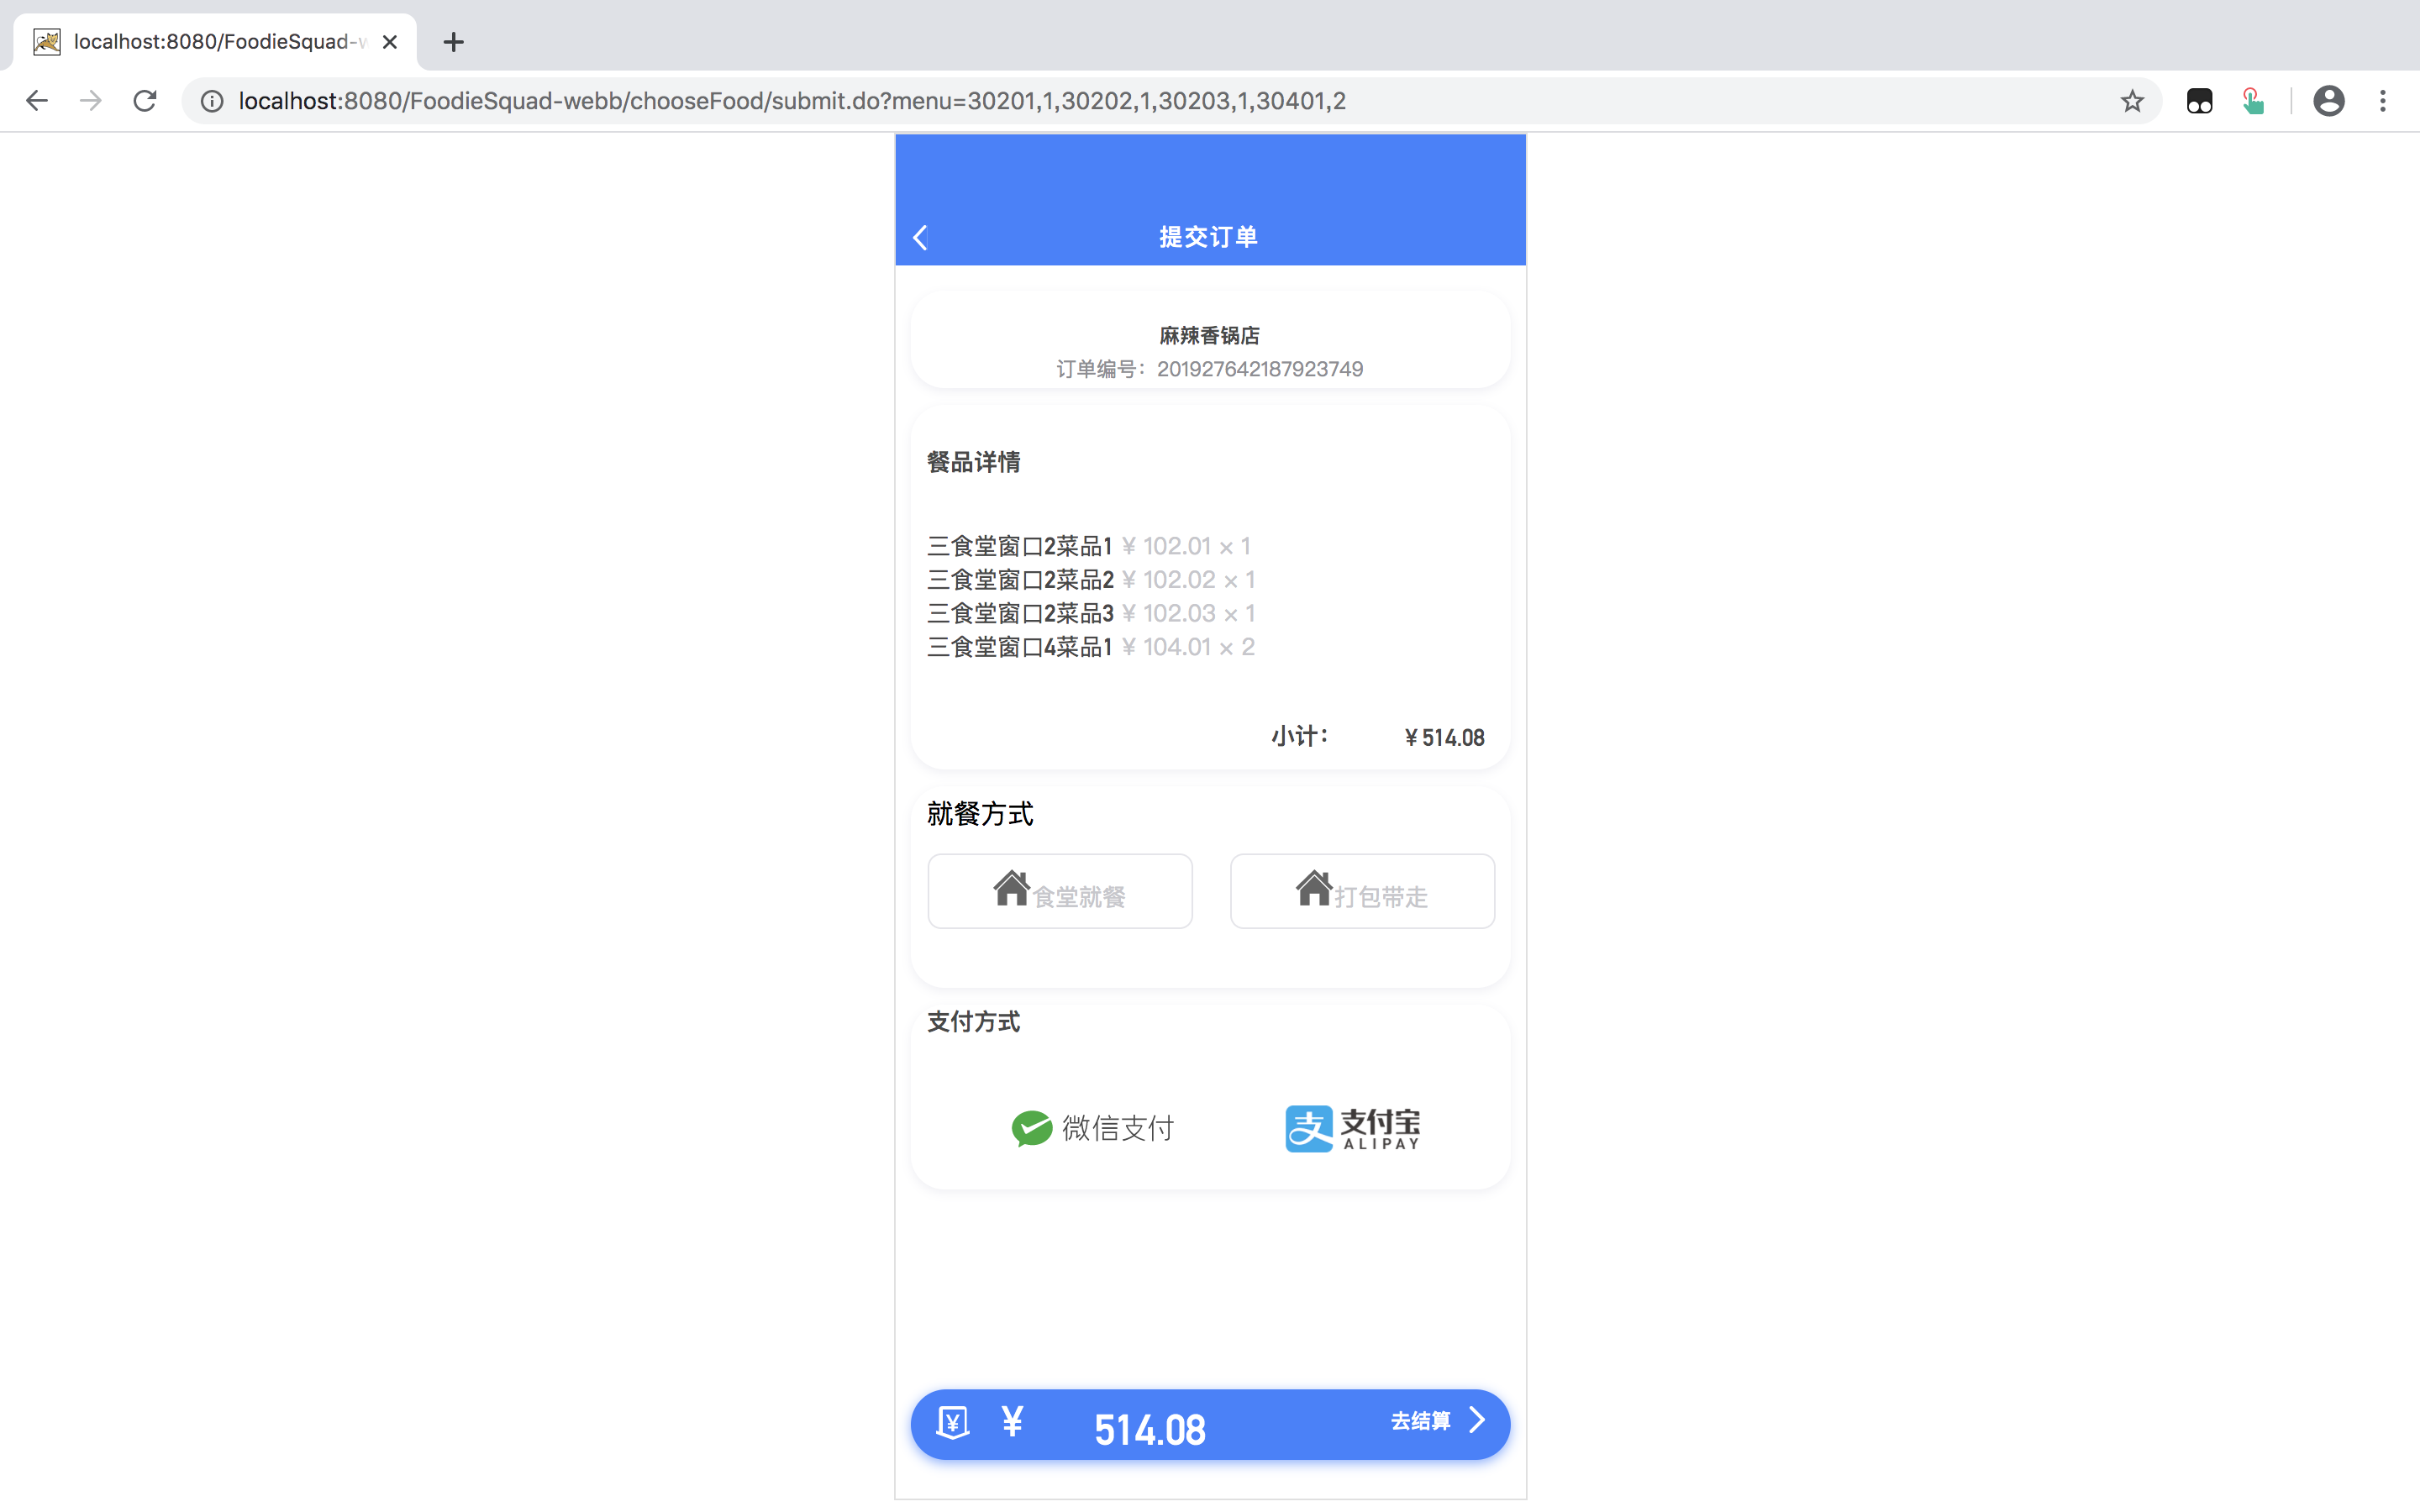 localhost:8080/FoodieSquad-w
localhost:8080/FoodieSquad-webb/chooseFood/submit.do?menu=30201,1,30202,1,30203,1,30401,2
提交订单
麻辣香锅店
订单编号：201927642187923749
餐品详情
三食堂窗口2菜品1 ¥ 102.01 × 1
三食堂窗口2菜品2 ¥ 102.02 × 1
三食堂窗口2菜品3 ¥ 102.03 × 1
三食堂窗口4菜品1 ¥ 104.01 × 2
小计： ¥ 514.08
就餐方式
食堂就餐 打包带走
支付方式
微信支付 支 支付宝
ALIPAY
¥ ¥ 514.08 去结算